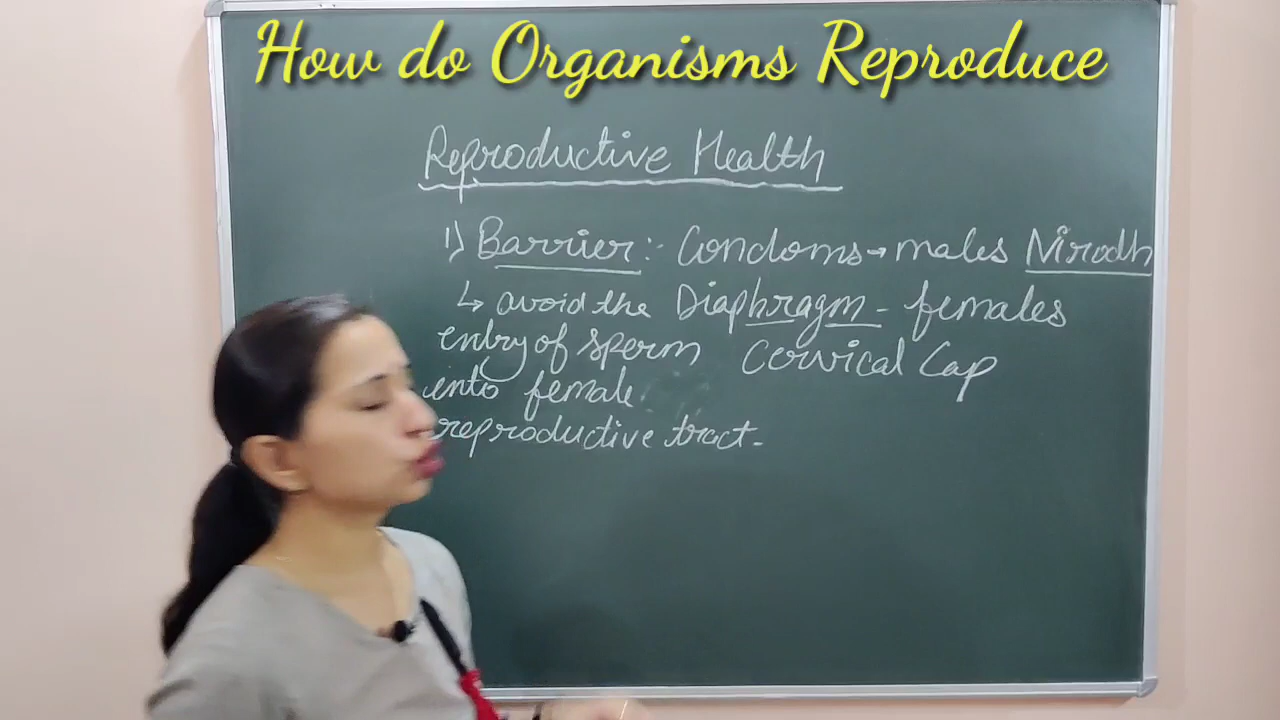 How do Organisms Reproduce
Reproductive Health
1) Barrier:- Condoms → males Nirodh
↳ avoid the Diaphragm - females
entry of sperm Cervical Cap
into female
reproductive tract.